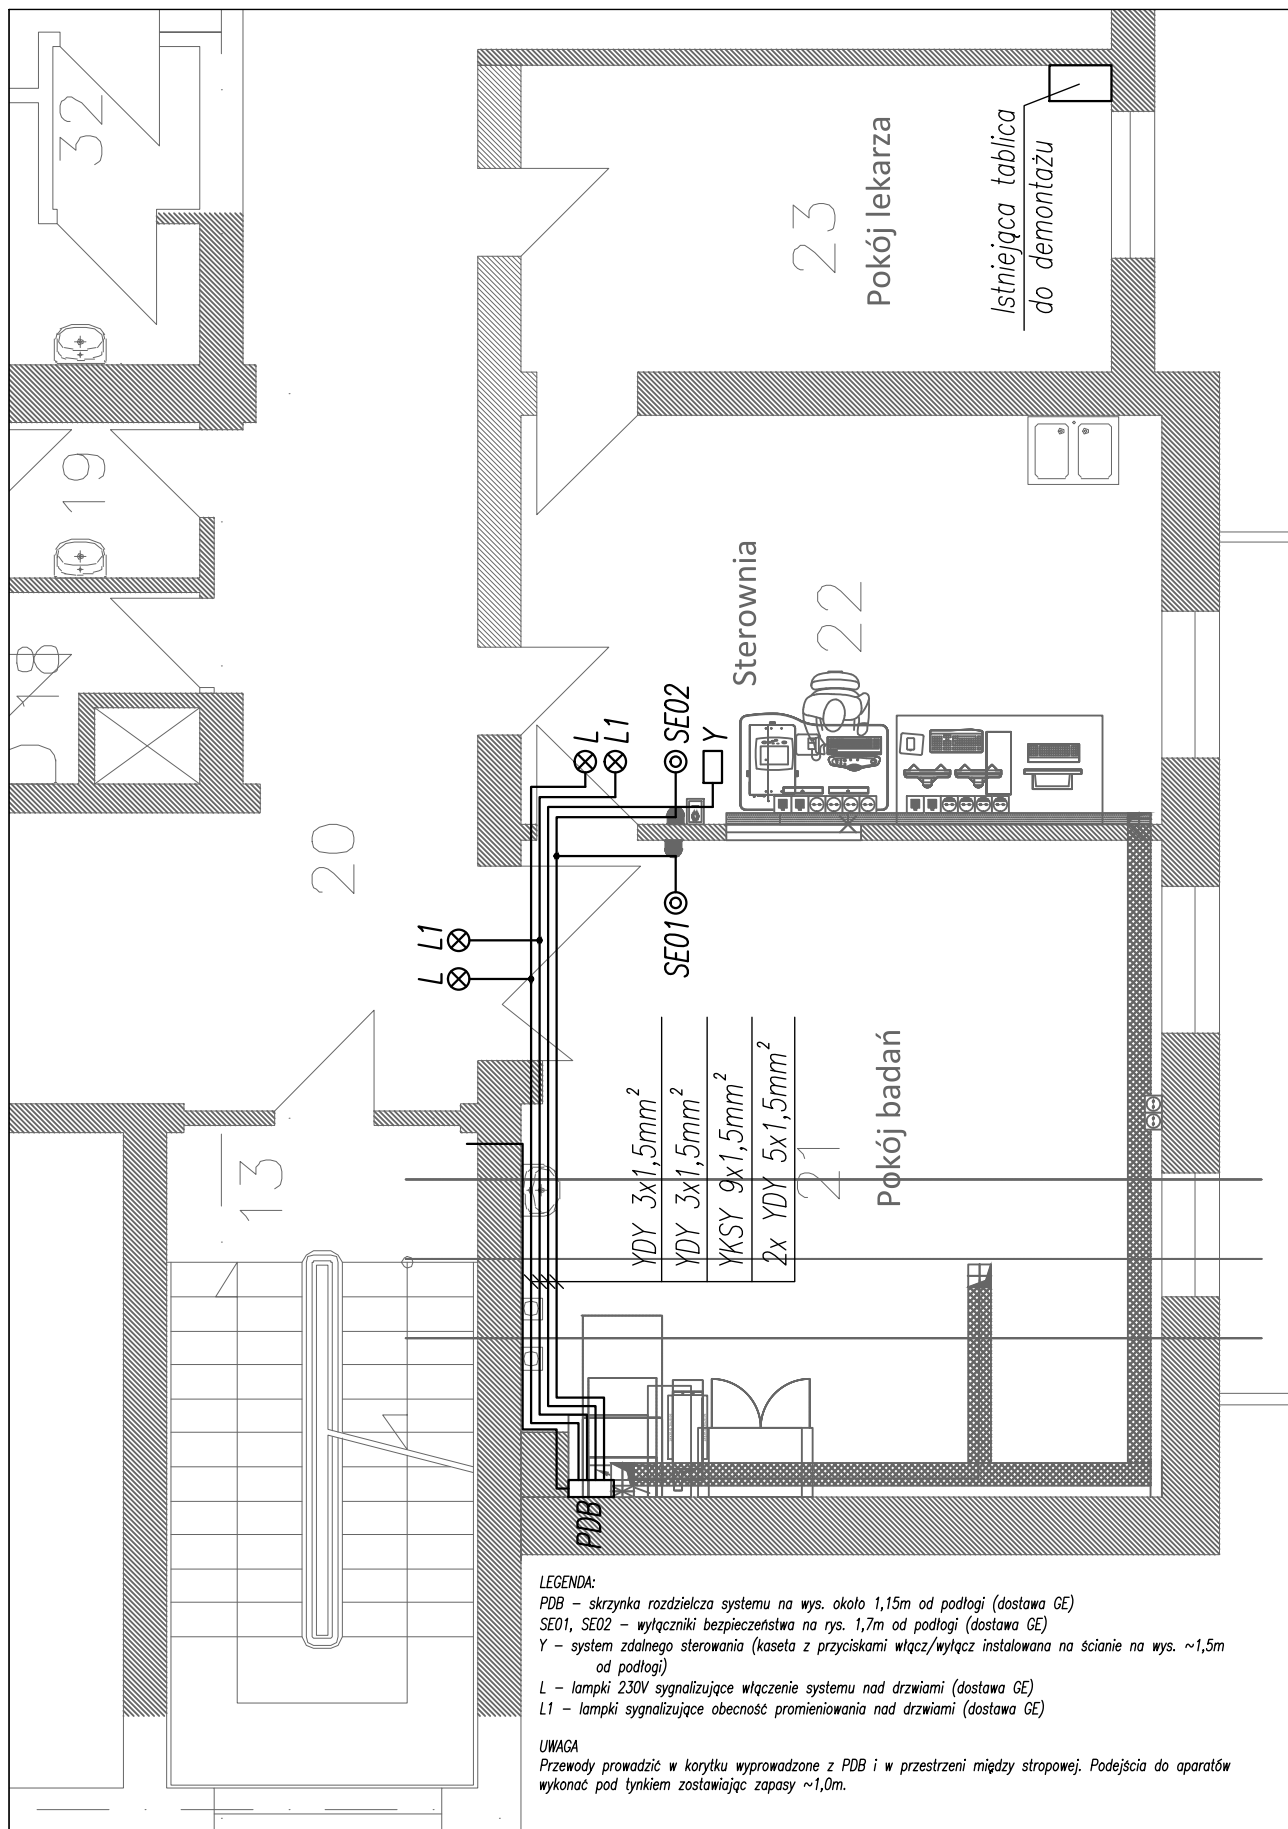 32
19
18
20
13
23
Pokój lekarza
Istniejąca tablica
do demontażu
Sterownia
22
L
L1
SE02
Y
L1
L
SE01
YDY 3x1,5mm²
YDY 3x1,5mm²
YKSY 9x1,5mm²
2x YDY 5x1,5mm²
21
Pokój badań
1
PDB
LEGENDA:
PDB – skrzynka rozdzielcza systemu na wys. około 1,15m od podłogi (dostawa GE)
SE01, SE02 – wyłączniki bezpieczeństwa na rys. 1,7m od podłogi (dostawa GE)
Y – system zdalnego sterowania (kaseta z przyciskami włącz/wyłącz instalowana na ścianie na wys. ~1,5m
od podłogi)
L – lampki 230V sygnalizujące włączenie systemu nad drzwiami (dostawa GE)
L1 – lampki sygnalizujące obecność promieniowania nad drzwiami (dostawa GE)
UWAGA
Przewody prowadzić w korytku wyprowadzone z PDB i w przestrzeni między stropowej. Podejścia do aparatów
wykonać pod tynkiem zostawiając zapasy ~1,0m.